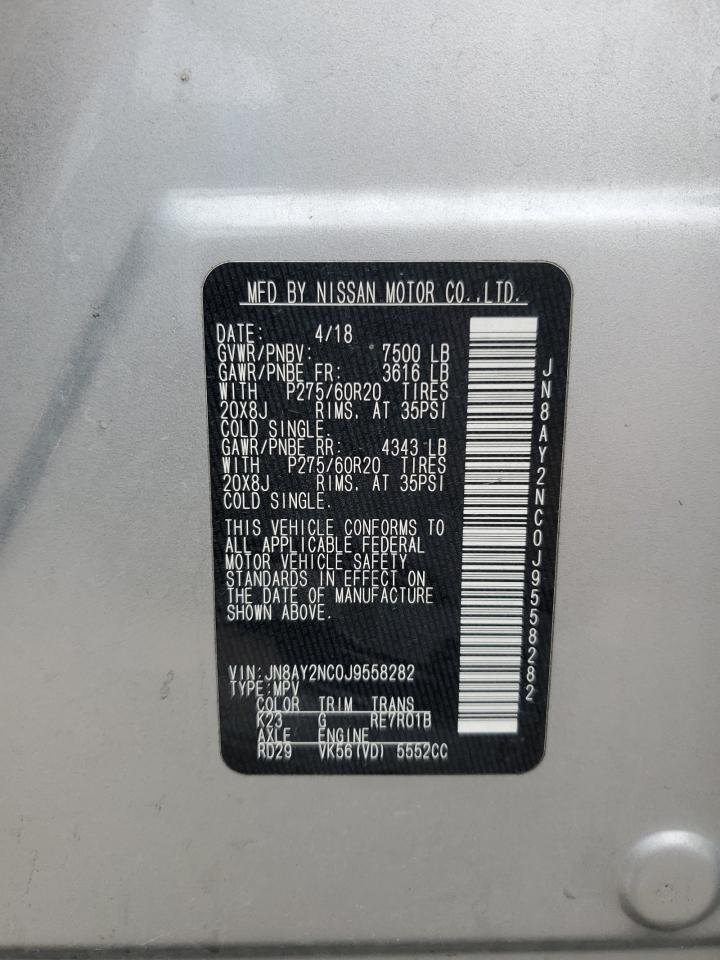 MFD BY NISSAN MOTOR CO.,LTD.
DATE: 4/18
GVWR/PNBV: 7500 LB
GAWR/PNBE FR: 3616 LB
WITH P275/60R20 TIRES
20X8J RIMS, AT 35PSI
COLD SINGLE.
GAWR/PNBE RR: 4343 LB
WITH P275/60R20 TIRES
20X8J RIMS, AT 35PSI
COLD SINGLE.
THIS VEHICLE CONFORMS TO
ALL APPLICABLE FEDERAL
MOTOR VEHICLE SAFETY
STANDARDS IN EFFECT ON
THE DATE OF MANUFACTURE
SHOWN ABOVE.
VIN:JN8AY2NC0J9558282
TYPE:MPV
COLOR TRIM TRANS
K23 G RE7R01B
AXLE ENGINE
RD29 VK56(VD) 5552CC
JN8AY2NC0J9558282